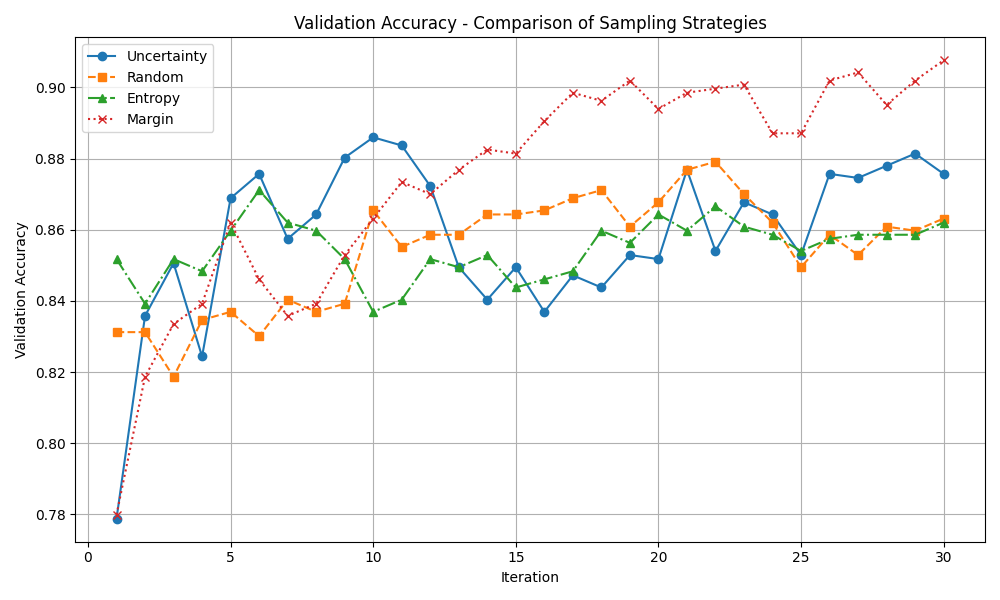 Validation Accuracy - Comparison of Sampling Strategies
Uncertainty
Random
Entropy
Margin
Validation Accuracy
0.90
0.88
0.86
0.84
0.82
0.80
0.78
0 5 10 15 20 25 30
Iteration